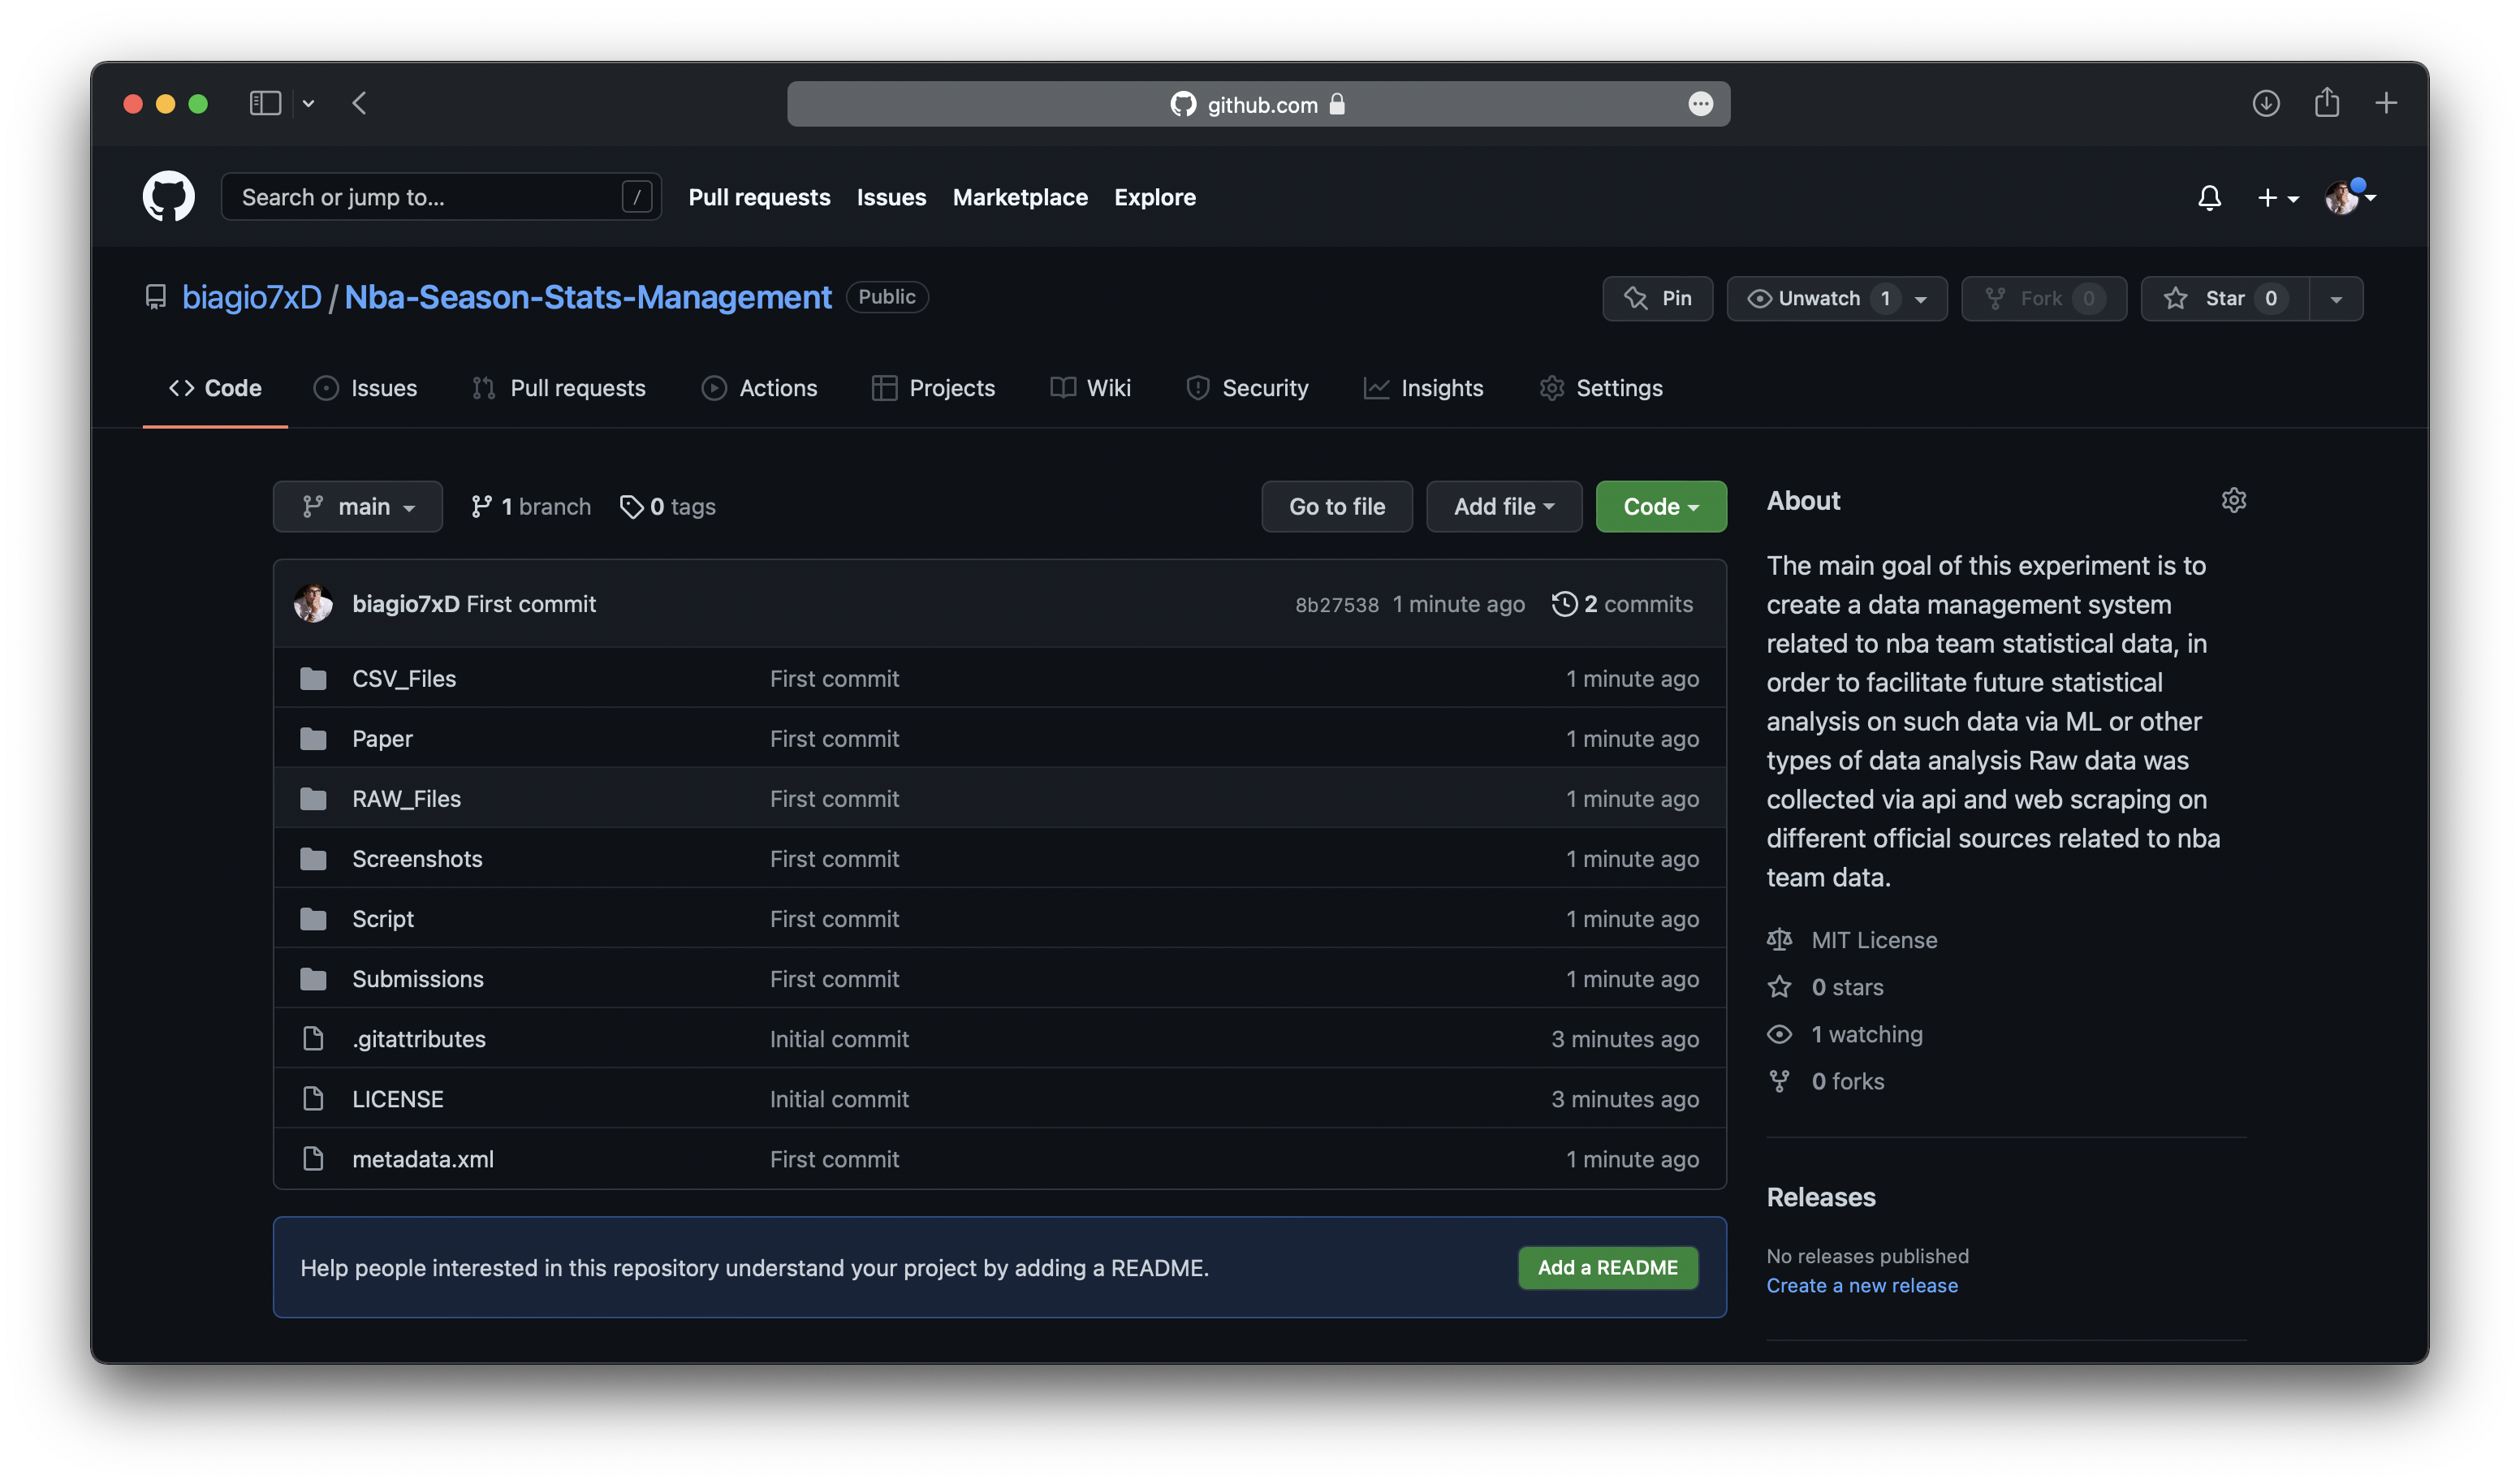 github.com
Search or jump to... /
Pull requests Issues Marketplace Explore
biagio7xD / Nba-Season-Stats-Management Public
Pin Unwatch 1 Fork 0 Star 0
Code Issues Pull requests Actions Projects Wiki Security Insights Settings
main 1 branch 0 tags
Go to file Add file Code
biagio7xD First commit 8b27538 1 minute ago 2 commits
CSV_Files First commit 1 minute ago
Paper First commit 1 minute ago
RAW_Files First commit 1 minute ago
Screenshots First commit 1 minute ago
Script First commit 1 minute ago
Submissions First commit 1 minute ago
.gitattributes Initial commit 3 minutes ago
LICENSE Initial commit 3 minutes ago
metadata.xml First commit 1 minute ago
Help people interested in this repository understand your project by adding a README. Add a README
About
The main goal of this experiment is to
create a data management system
related to nba team statistical data, in
order to facilitate future statistical
analysis on such data via ML or other
types of data analysis Raw data was
collected via api and web scraping on
different official sources related to nba
team data.
MIT License
0 stars
1 watching
0 forks
Releases
No releases published
Create a new release